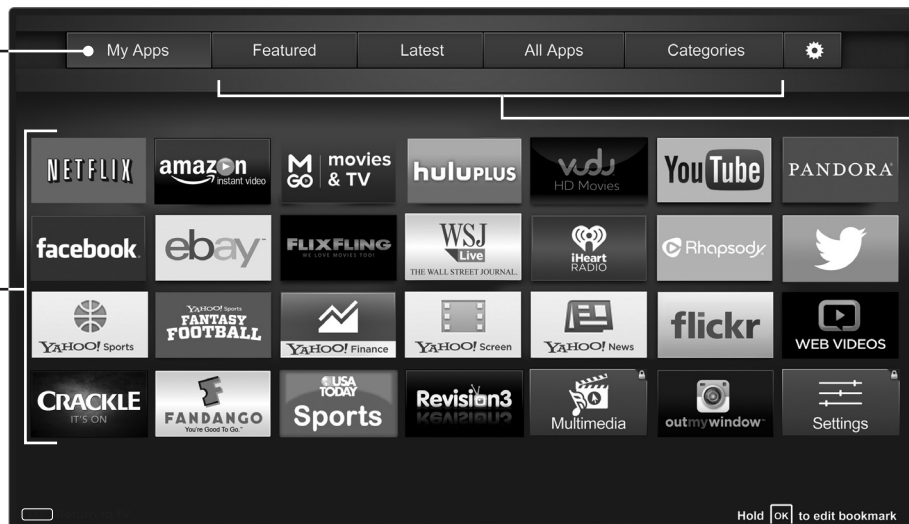 My Apps
Featured
Latest
All Apps
Categories
NETFLIX
amazon
instant video
M GO
movies & TV
huluPLUS
vudu
HD Movies
YouTube
PANDORA
facebook
ebay
FLIXFLING
WE LOVE MOVIES TOO!
WSJ
Live
THE WALL STREET JOURNAL.
iHeart
RADIO
Rhapsody
YAHOO! Sports
YAHOO! Sports
FANTASY
FOOTBALL
YAHOO! Finance
YAHOO! Screen
YAHOO! News
flickr
WEB VIDEOS
CRACKLE
IT'S ON
FANDANGO
You're Good To Go.
USA
TODAY
Sports
Revision3
Multimedia
outmywindow
Settings
Hold OK to edit bookmark